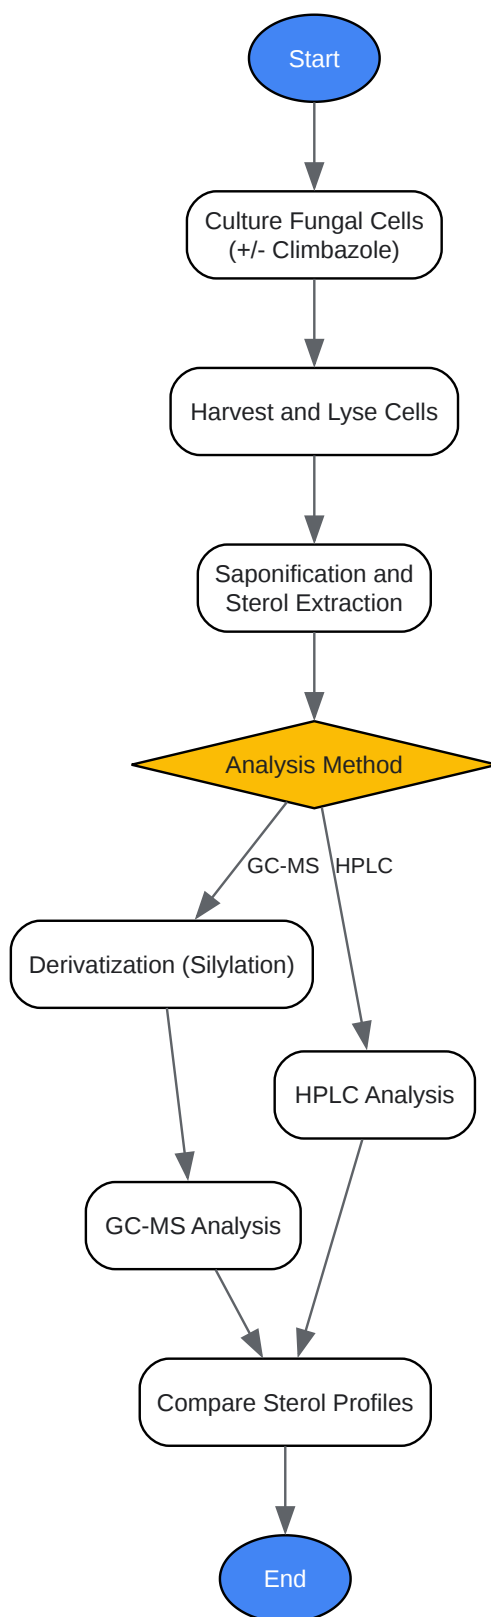 Start
Culture Fungal Cells
(+/- Climbazole)
Harvest and Lyse Cells
Saponification and
Sterol Extraction
Analysis Method
GC-MS
HPLC
Derivatization (Silylation)
HPLC Analysis
GC-MS Analysis
Compare Sterol Profiles
End